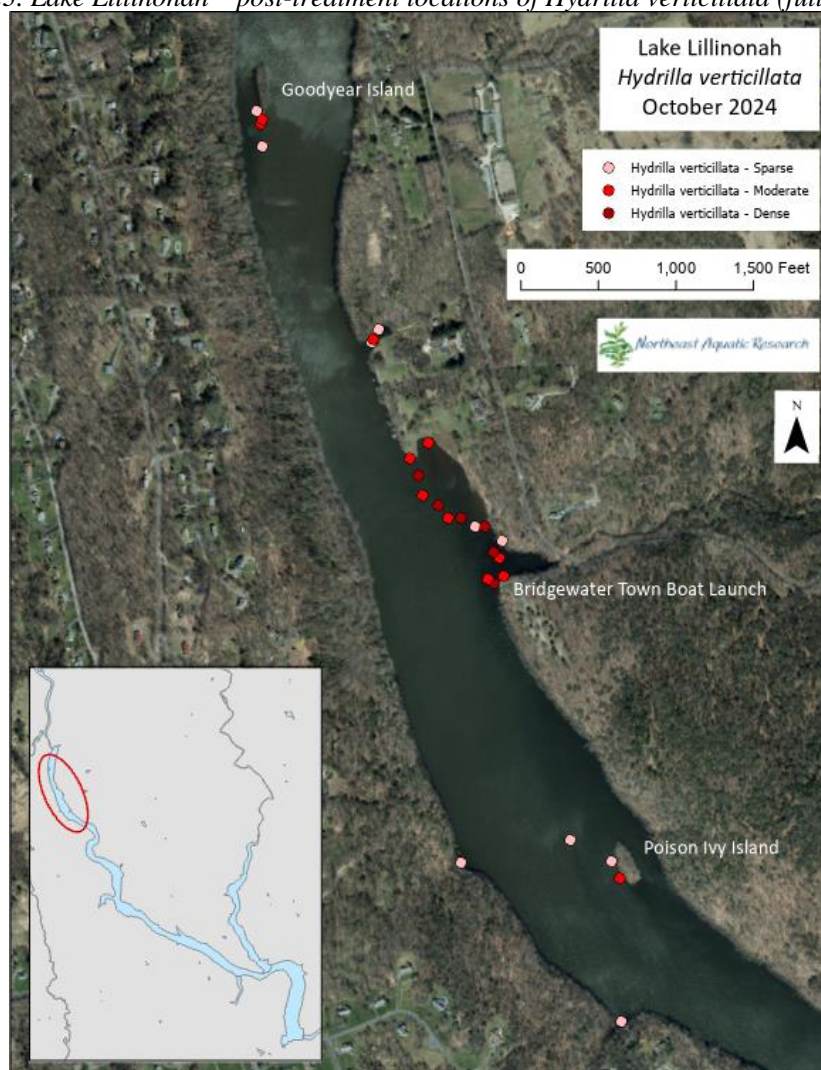 5. Lake Lillinonah – post-treatment locations of Hydrilla verticillata (full
Lake Lillinonah
Hydrilla verticillata
October 2024
Goodyear Island
Hydrilla verticillata - Sparse
Hydrilla verticillata - Moderate
Hydrilla verticillata - Dense
0 500 1,000 1,500 Feet
Northeast Aquatic Research
N
Bridgewater Town Boat Launch
Poison Ivy Island